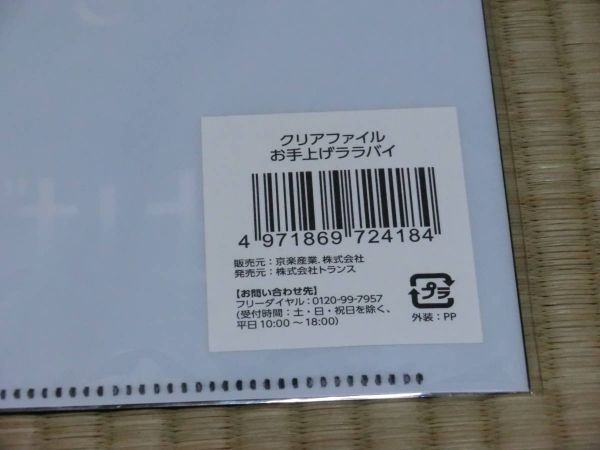 クリアファイル
お手上げララバイ
4 971869 724184
販売元：京楽産業.株式会社
発売元：株式会社トランス
【お問い合わせ先】
フリーダイヤル：0120-99-7957
（受付時間：土・日・祝日を除く、
平日10:00～18:00）
プラ
外装：PP